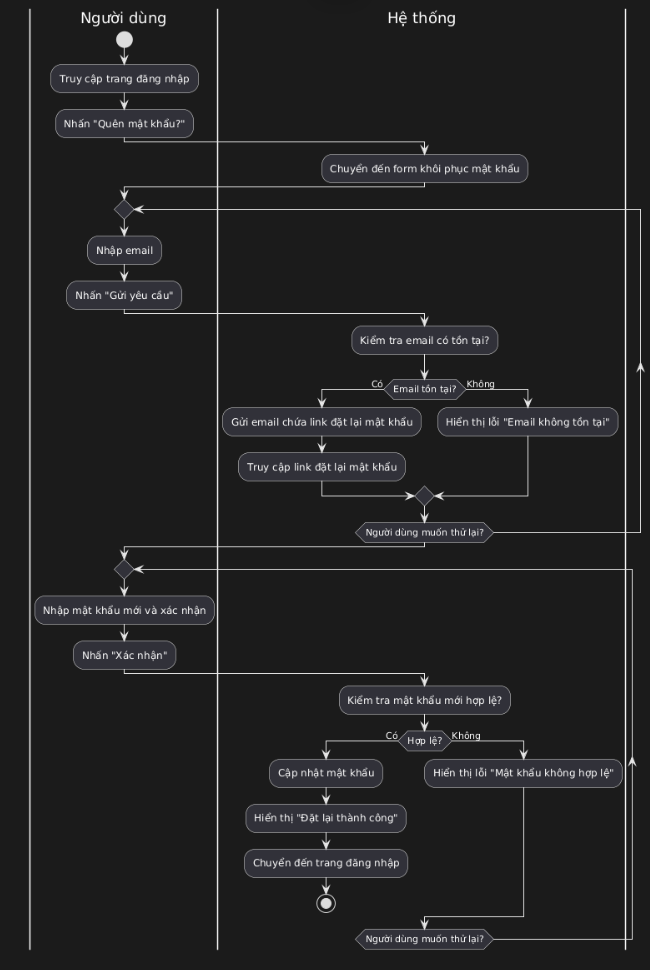 Người dùng
Hệ thống
Truy cập trang đăng nhập
Nhấn "Quên mật khẩu?"
Chuyển đến form khôi phục mật khẩu
Nhập email
Nhấn "Gửi yêu cầu"
Kiểm tra email có tồn tại?
Có
Email tồn tại?
Không
Gửi email chứa link đặt lại mật khẩu
Hiển thị lỗi "Email không tồn tại"
Truy cập link đặt lại mật khẩu
Người dùng muốn thử lại?
Nhập mật khẩu mới và xác nhận
Nhấn "Xác nhận"
Kiểm tra mật khẩu mới hợp lệ?
Có
Hợp lệ?
Không
Cập nhật mật khẩu
Hiển thị lỗi "Mật khẩu không hợp lệ"
Hiển thị "Đặt lại thành công"
Chuyển đến trang đăng nhập
Người dùng muốn thử lại?